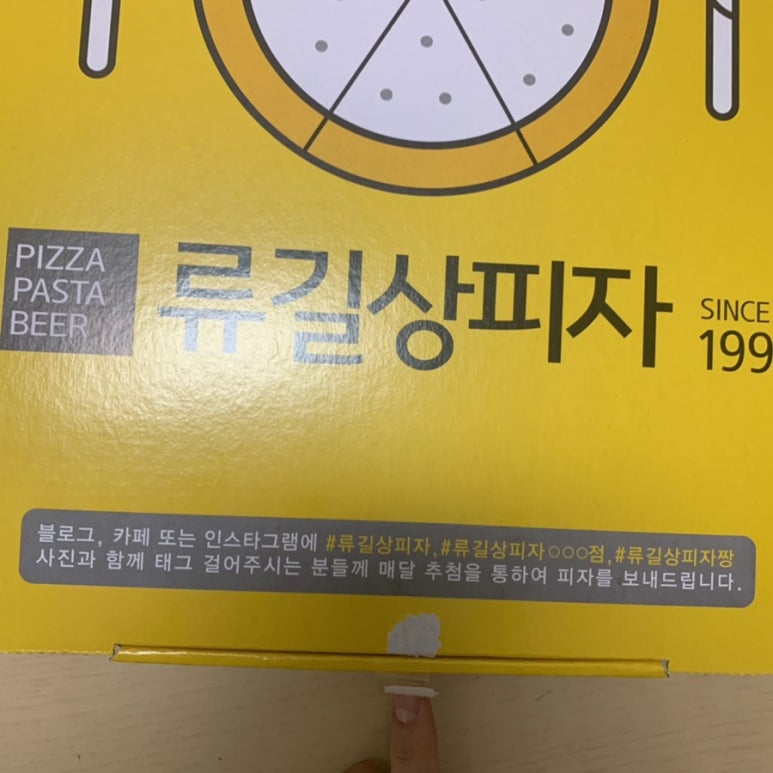 PIZZA
PASTA
BEER
류길상피자
SINCE
199
블로그, 카페 또는 인스타그램에 #류길상피자,#류길상피자○○○점,#류길상피자짱
사진과 함께 태그 걸어주시는 분들께 매달 추첨을 통하여 피자를 보내드립니다.